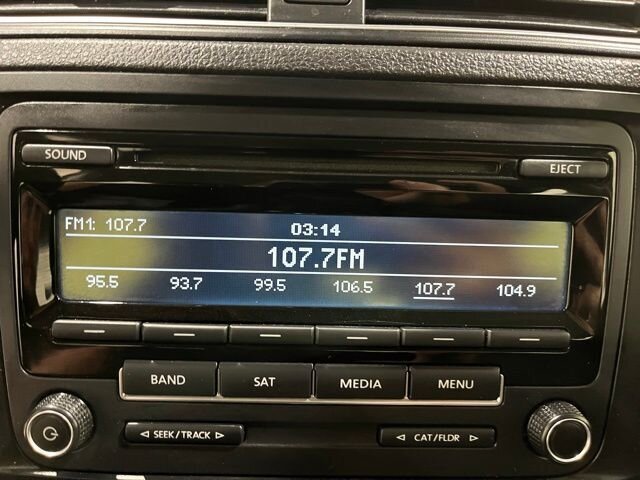 SOUND
EJECT
FM1: 107.7 03:14
107.7FM
95.5 93.7 99.5 106.5 107.7 104.9
BAND SAT MEDIA MENU
SEEK/TRACK CAT/FLDR